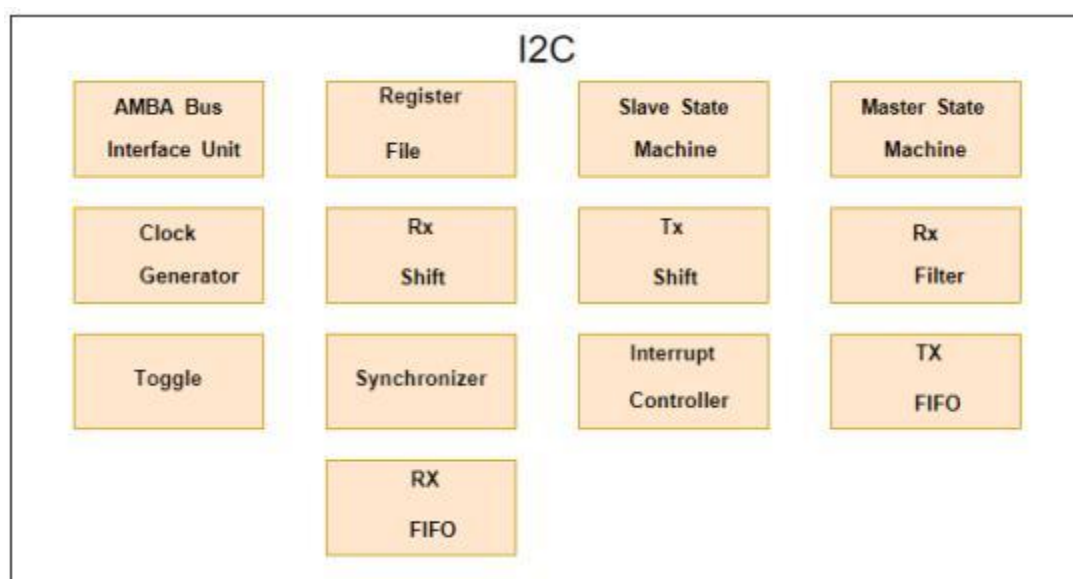 I2C
AMBA Bus
Interface Unit
Register
File
Slave State
Machine
Master State
Machine
Clock
Generator
Rx
Shift
Tx
Shift
Rx
Filter
Toggle
Synchronizer
Interrupt
Controller
TX
FIFO
RX
FIFO